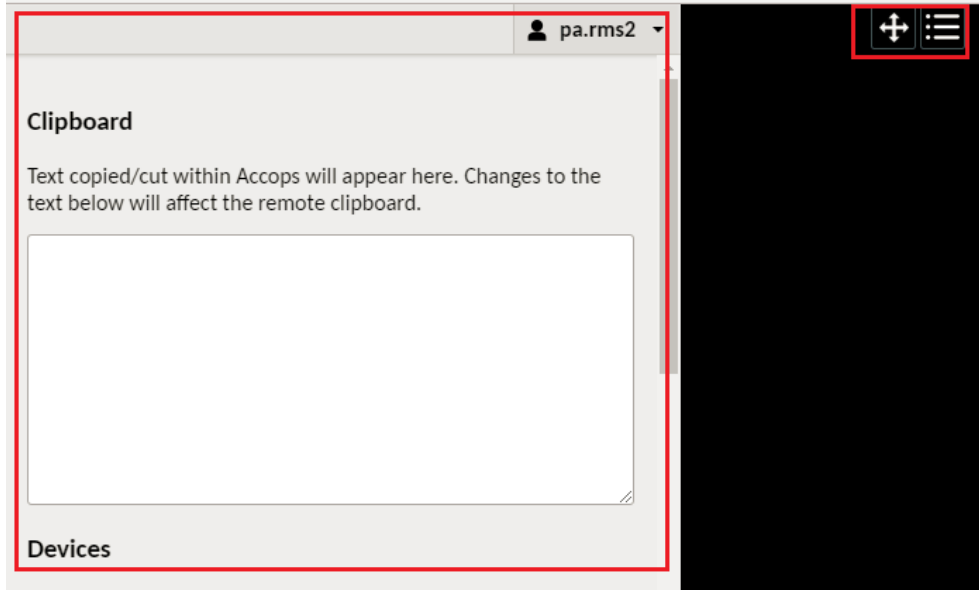 pa.rms2
Clipboard
Text copied/cut within Accops will appear here. Changes to the
text below will affect the remote clipboard.
Devices